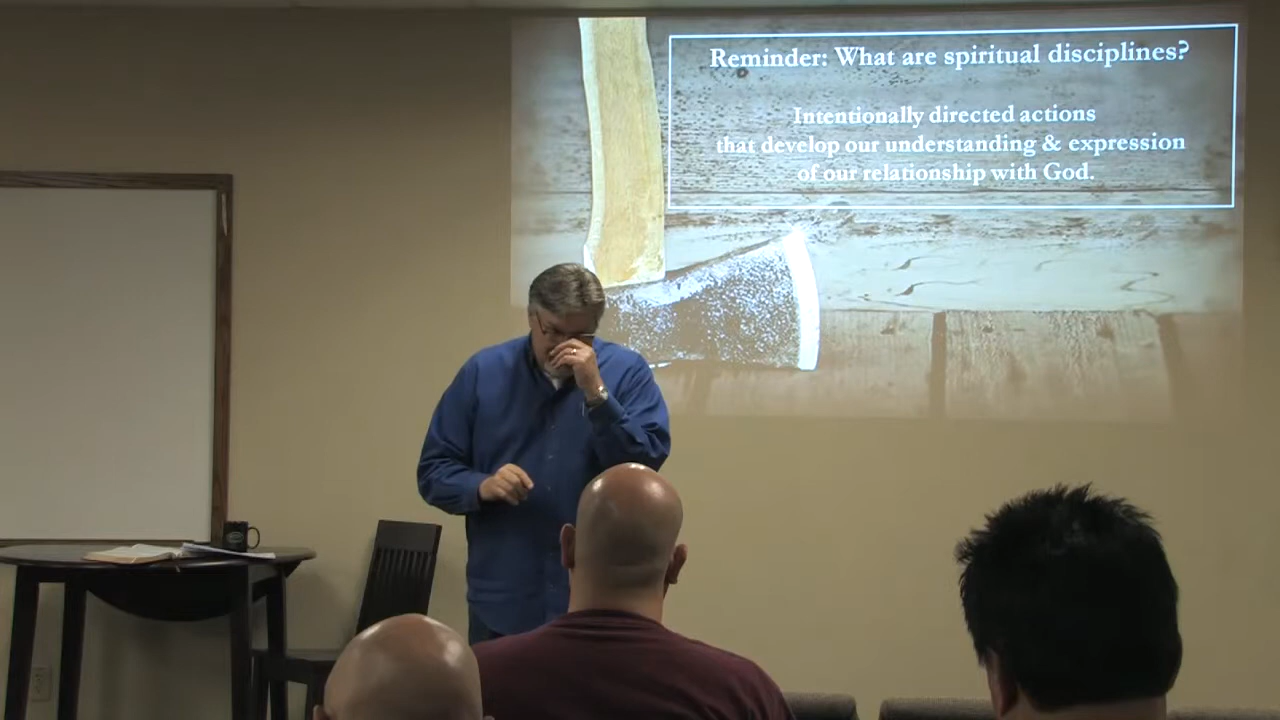 Reminder: What are spiritual disciplines?
Intentionally directed actions
that develop our understanding & expression
of our relationship with God.